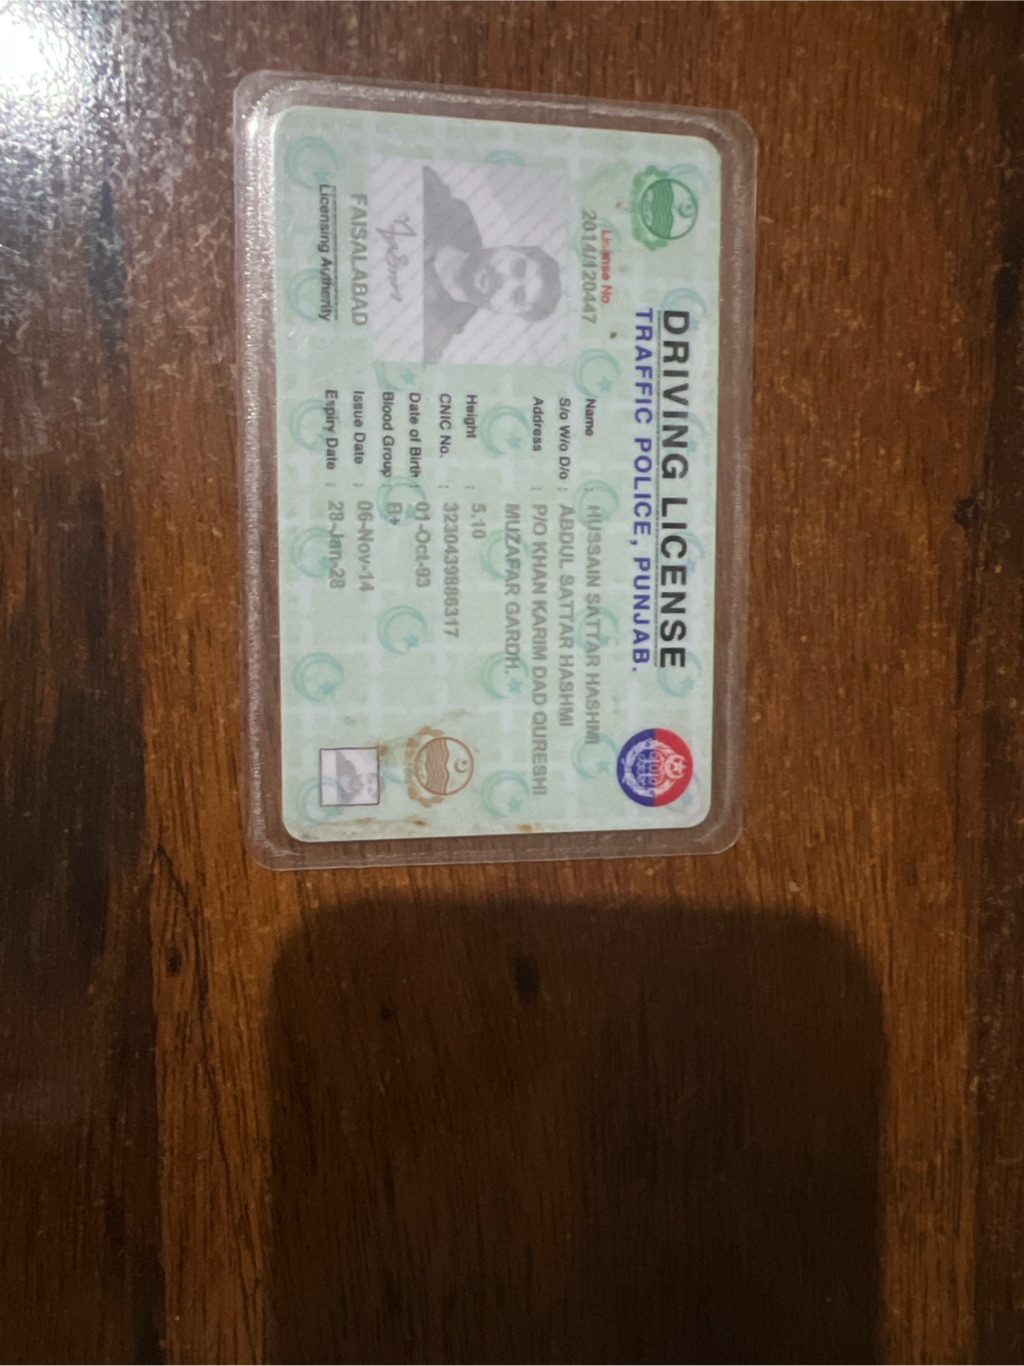 DRIVING LICENSE
TRAFFIC POLICE, PUNJAB.
License No.
2014/120447
Name : HUSSAIN SATTAR HASHMI
S/o W/o D/o : ABDUL SATTAR HASHMI
Address : P/O KHAN KARIM DAD QURESHI
MUZAFAR GARDH.
Height : 5.10
CNIC No. : 3230439886317
Date of Birth : 01-Oct-93
Blood Group : B+
Issue Date : 06-Nov-14
Espiry Date : 28-Jan-28
FAISALABAD
Licensing Authority